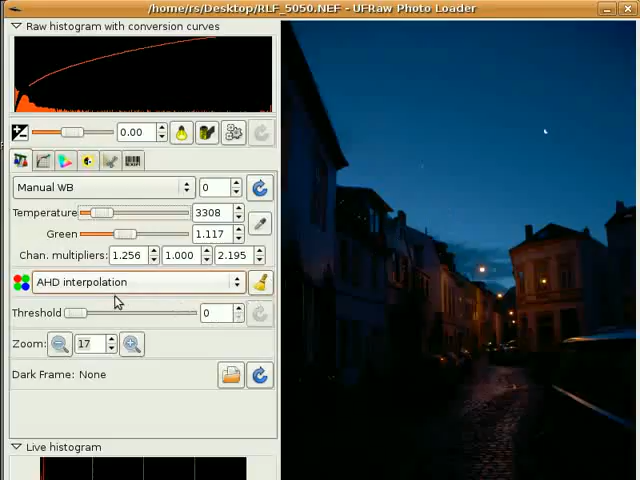 /home/rs/Desktop/RLF_5050.NEF - UFRaw Photo Loader
Raw histogram with conversion curves
0.00
Manual WB 0
Temperature 3308
Green 1.117
Chan. multipliers: 1.256 1.000 2.195
AHD interpolation
Threshold 0
Zoom: 17
Dark Frame: None
Live histogram